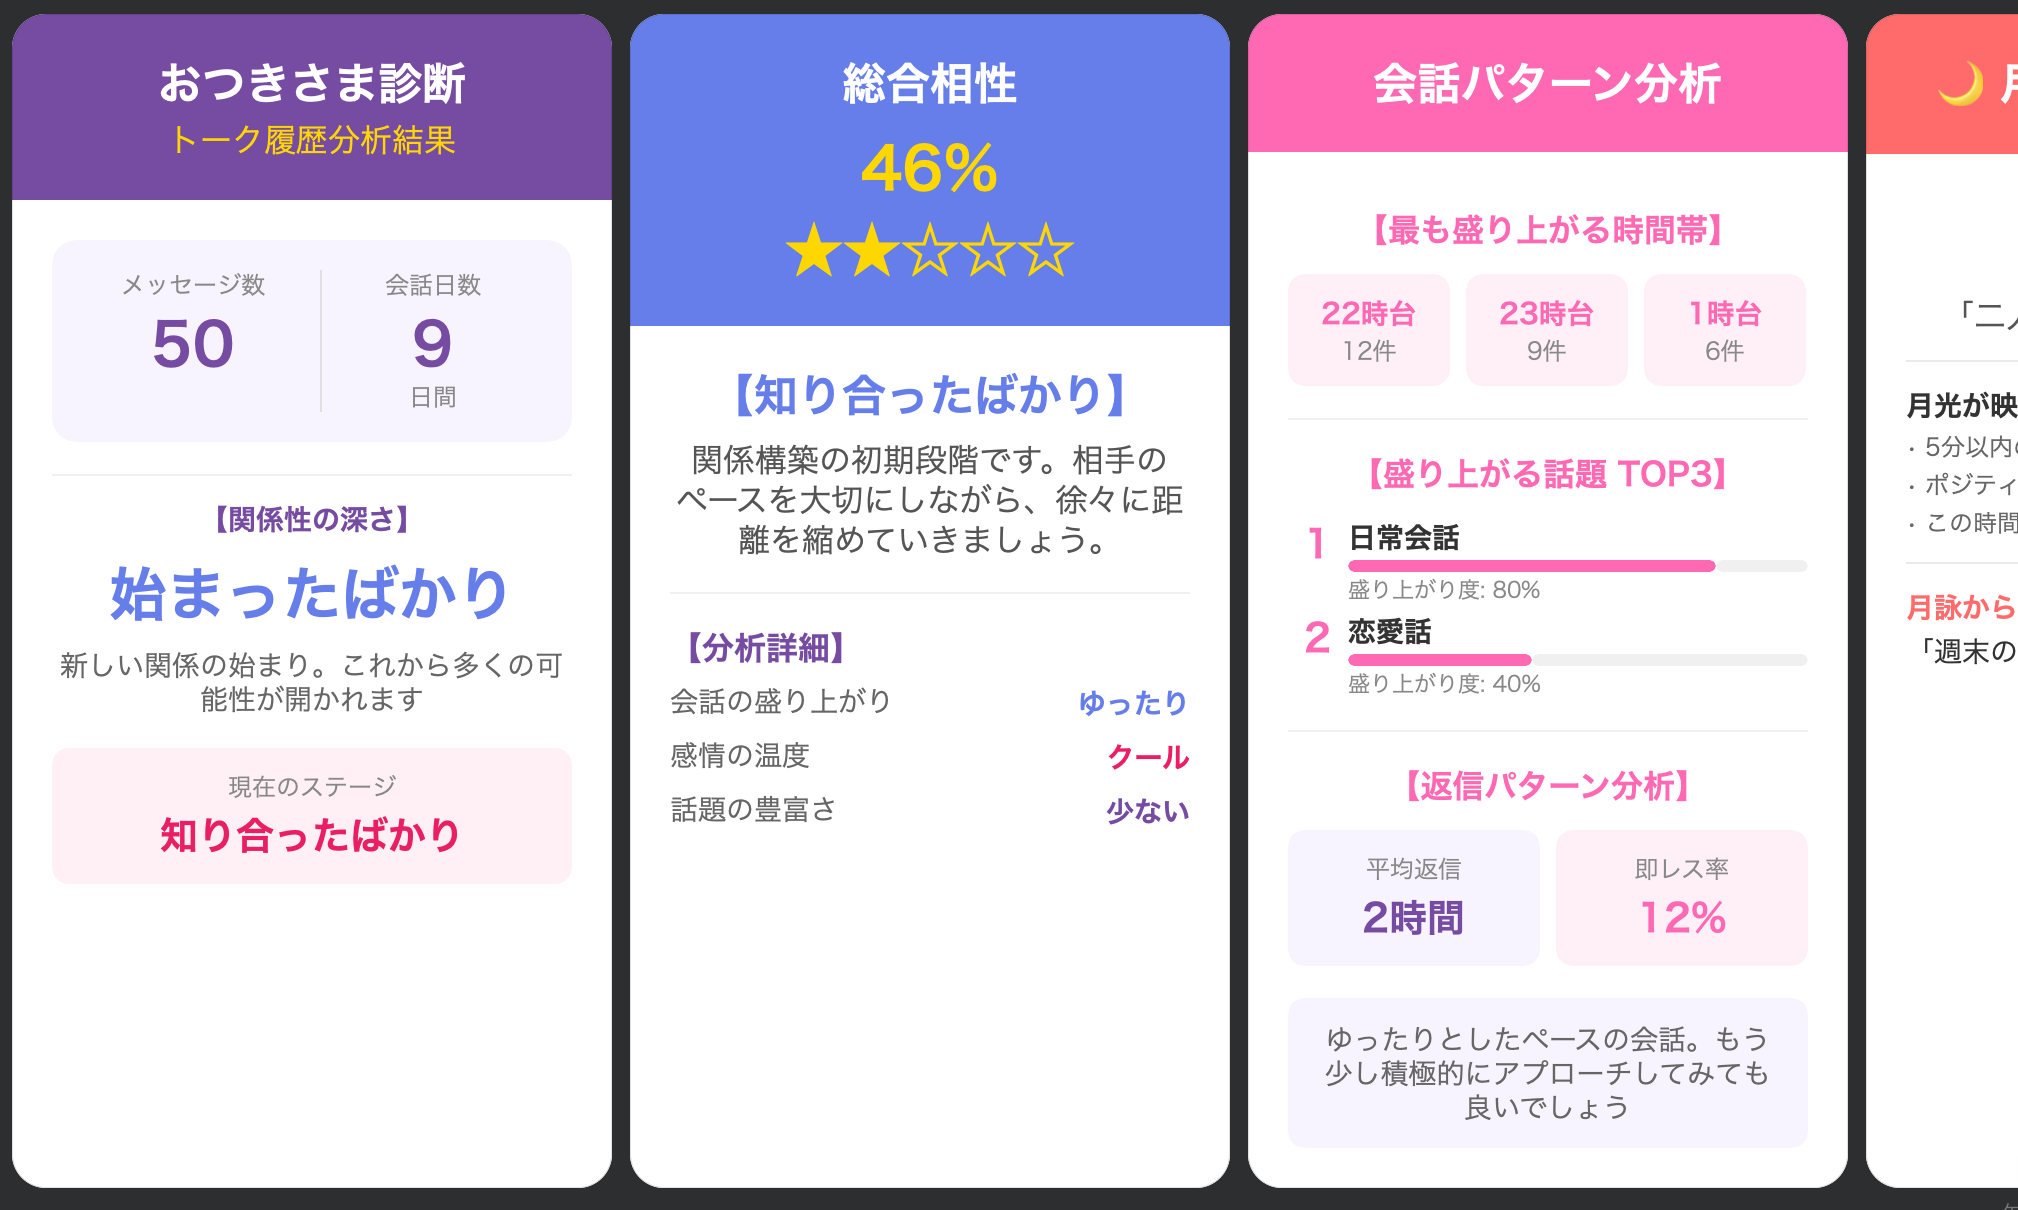 おつきさま診断
トーク履歴分析結果
メッセージ数
50
会話日数
9
日間
【関係性の深さ】
始まったばかり
新しい関係の始まり。これから多くの可
能性が開かれます
現在のステージ
知り合ったばかり
総合相性
46%
★★☆☆☆
【知り合ったばかり】
関係構築の初期段階です。相手の
ペースを大切にしながら、徐々に距
離を縮めていきましょう。
【分析詳細】
会話の盛り上がり ゆったり
感情の温度 クール
話題の豊富さ 少ない
会話パターン分析
【最も盛り上がる時間帯】
22時台
12件
23時台
9件
1時台
6件
【盛り上がる話題 TOP3】
1 日常会話
盛り上がり度: 80%
2 恋愛話
盛り上がり度: 40%
【返信パターン分析】
平均返信
2時間
即レス率
12%
ゆったりとしたペースの会話。もう
少し積極的にアプローチしてみても
良いでしょう
🌙 月
「二人
月光が映
・5分以内の
・ポジティ
・この時間
月詠から
「週末の